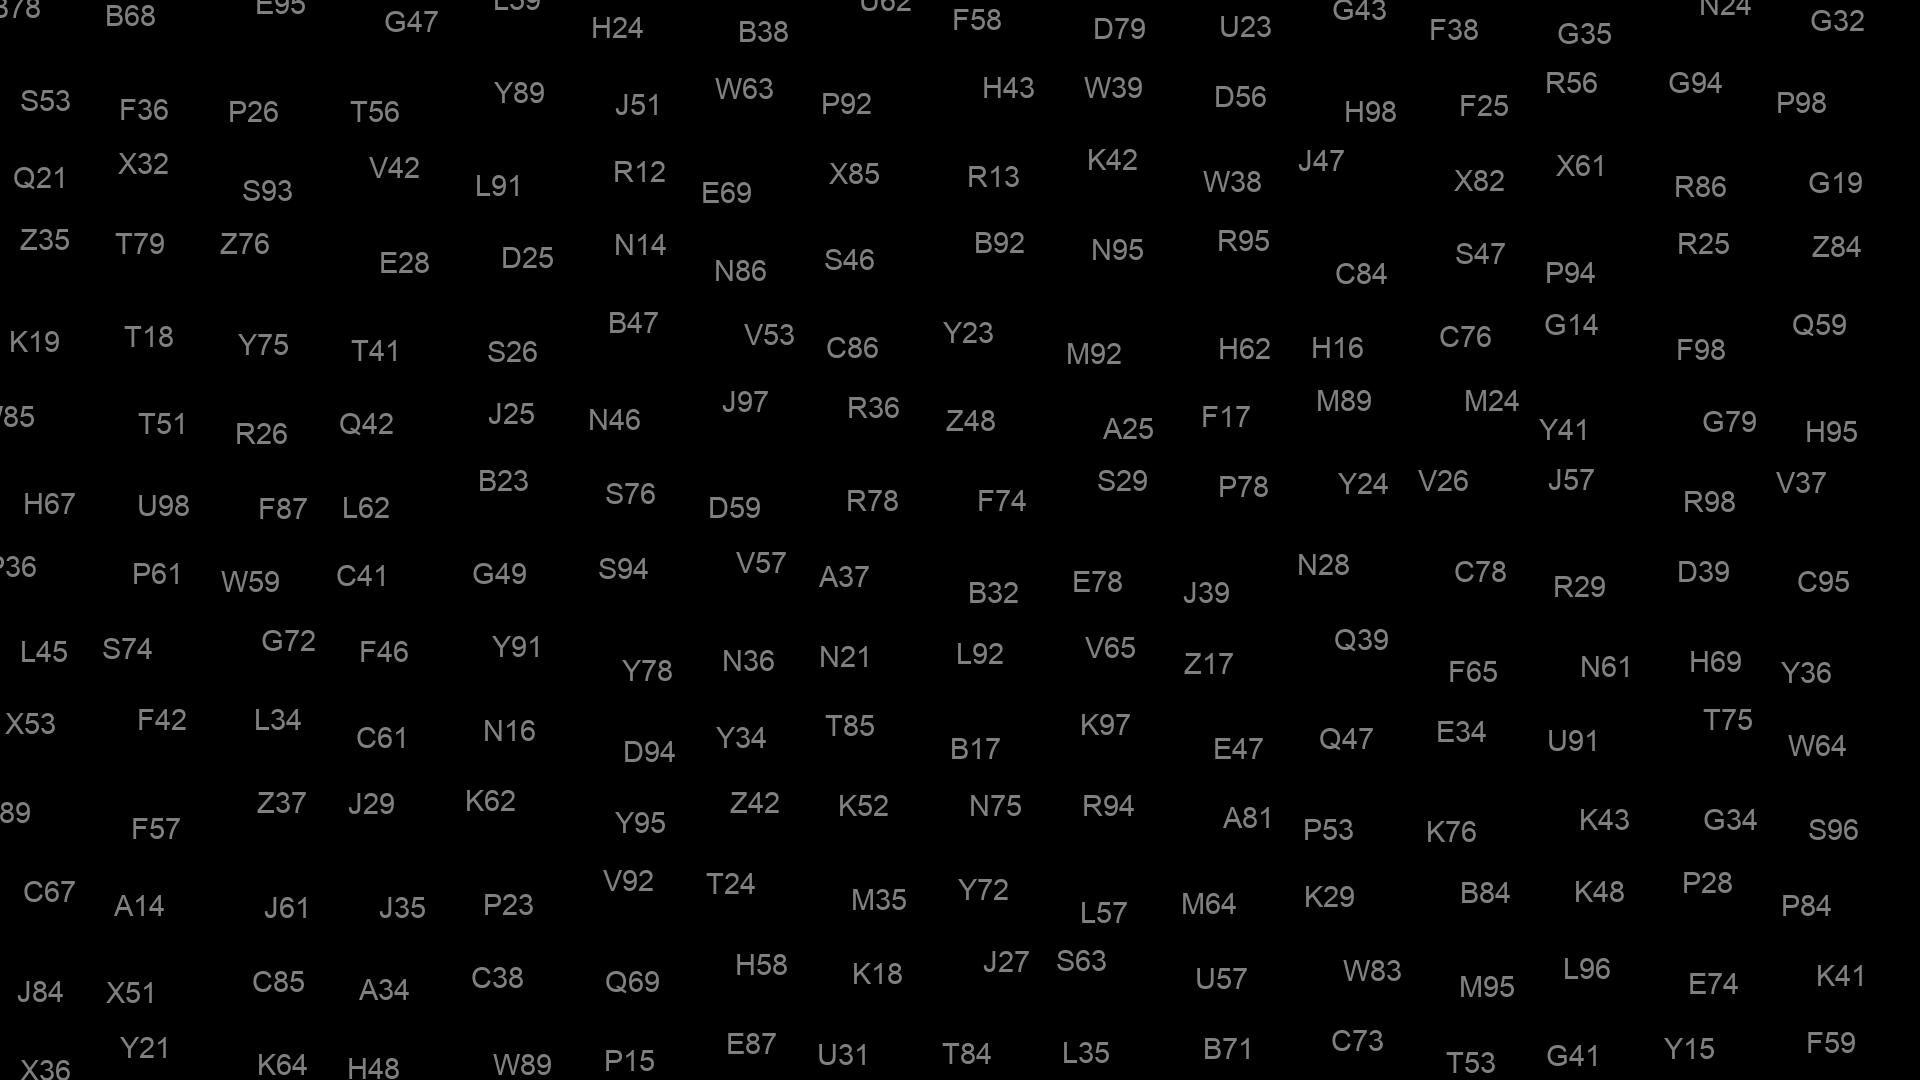 B68 E95 G47 L39 H24 B38 U62 F58 D79 U23 G43 F38 G35 N24 G32
S53 F36 P26 T56 Y89 J51 W63 P92 H43 W39 D56 H98 F25 R56 G94 P98
Q21 X32 S93 V42 L91 R12 E69 X85 R13 K42 W38 J47 X82 X61 R86 G19
Z35 T79 Z76 E28 D25 N14 N86 S46 B92 N95 R95 C84 S47 P94 R25 Z84
K19 T18 Y75 T41 S26 B47 V53 C86 Y23 M92 H62 H16 C76 G14 F98 Q59
T51 R26 Q42 J25 N46 J97 R36 Z48 A25 F17 M89 M24 Y41 G79 H95
H67 U98 F87 L62 B23 S76 D59 R78 F74 S29 P78 Y24 V26 J57 R98 V37
P36 P61 W59 C41 G49 S94 V57 A37 B32 E78 J39 N28 C78 R29 D39 C95
L45 S74 G72 F46 Y91 Y78 N36 N21 L92 V65 Z17 Q39 F65 N61 H69 Y36
X53 F42 L34 C61 N16 D94 Y34 T85 B17 K97 E47 Q47 E34 U91 T75 W64
89 F57 Z37 J29 K62 Y95 Z42 K52 N75 R94 A81 P53 K76 K43 G34 S96
C67 A14 J61 J35 P23 V92 T24 M35 Y72 L57 M64 K29 B84 K48 P28 P84
J84 X51 C85 A34 C38 Q69 H58 K18 J27 S63 U57 W83 M95 L96 E74 K41
X36 Y21 K64 H48 W89 P15 E87 U31 T84 L35 B71 C73 T53 G41 Y15 F59